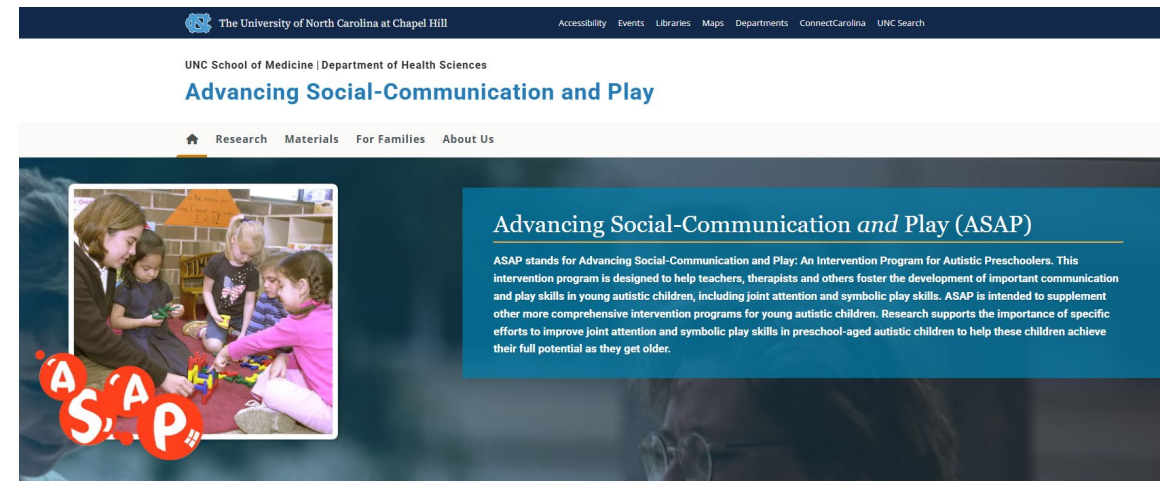 The University of North Carolina at Chapel Hill
Accessibility Events Libraries Maps Departments ConnectCarolina UNC Search
UNC School of Medicine | Department of Health Sciences
Advancing Social-Communication and Play
Research Materials For Families About Us
Advancing Social-Communication and Play (ASAP)
ASAP stands for Advancing Social-Communication and Play: An Intervention Program for Autistic Preschoolers. This
intervention program is designed to help teachers, therapists and others foster the development of important communication
and play skills in young autistic children, including joint attention and symbolic play skills. ASAP is intended to supplement
other more comprehensive intervention programs for young autistic children. Research supports the importance of specific
efforts to improve joint attention and symbolic play skills in preschool-aged autistic children to help these children achieve
their full potential as they get older.
ASAP